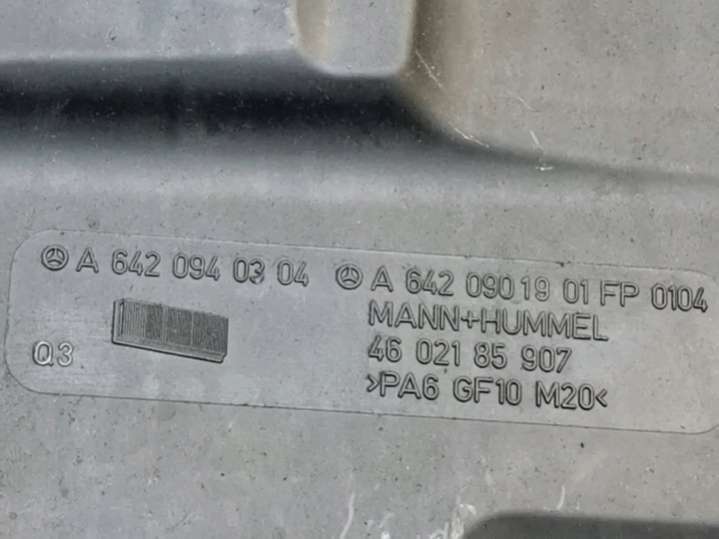 A 642 094 03 04
Q3
A 642 090 19 01 FP 0104
MANN+HUMMEL
46 021 85 907
>PA6 GF10 M20<